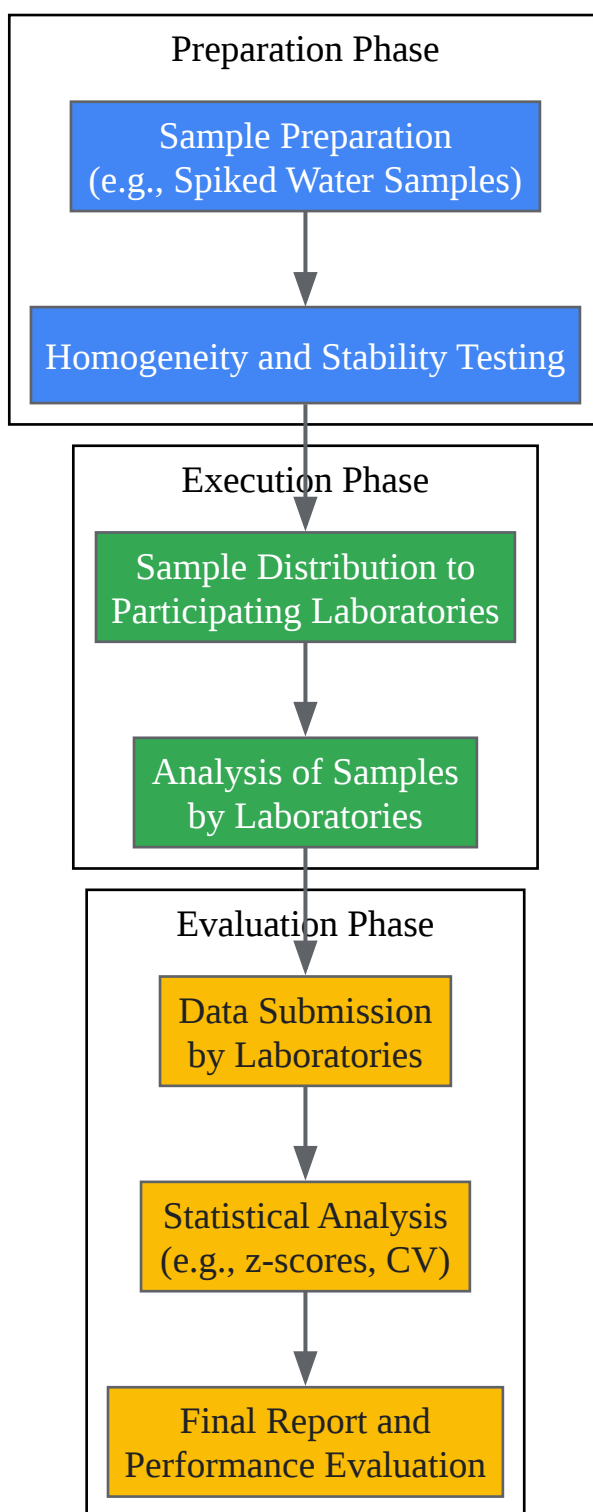 Preparation Phase
Sample Preparation
(e.g., Spiked Water Samples)
Homogeneity and Stability Testing
Execution Phase
Sample Distribution to
Participating Laboratories
Analysis of Samples
by Laboratories
Evaluation Phase
Data Submission
by Laboratories
Statistical Analysis
(e.g., z-scores, CV)
Final Report and
Performance Evaluation